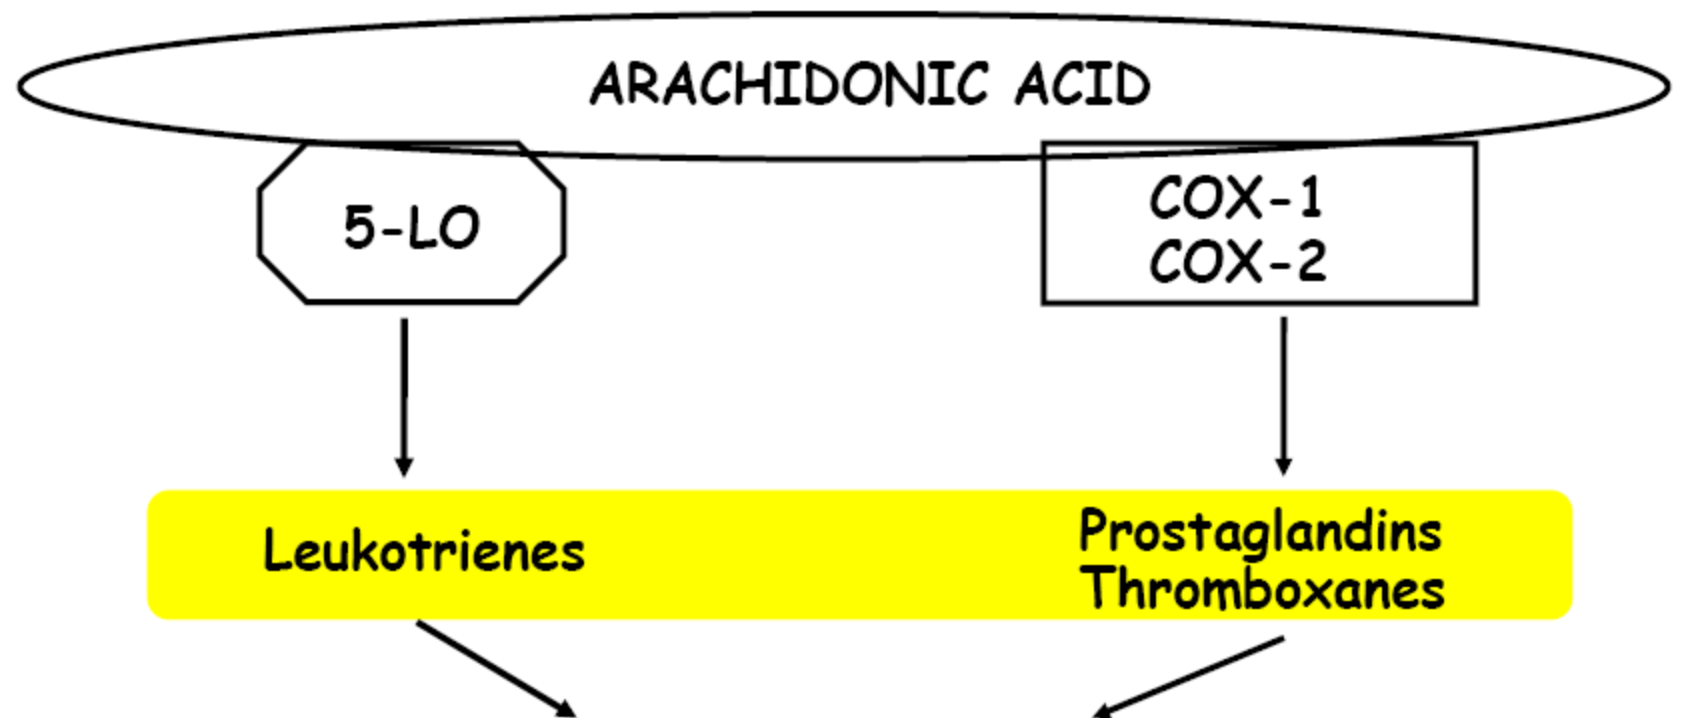 ARACHIDONIC ACID
5-LO
COX-1
COX-2
Leukotrienes
Prostaglandins
Thromboxanes